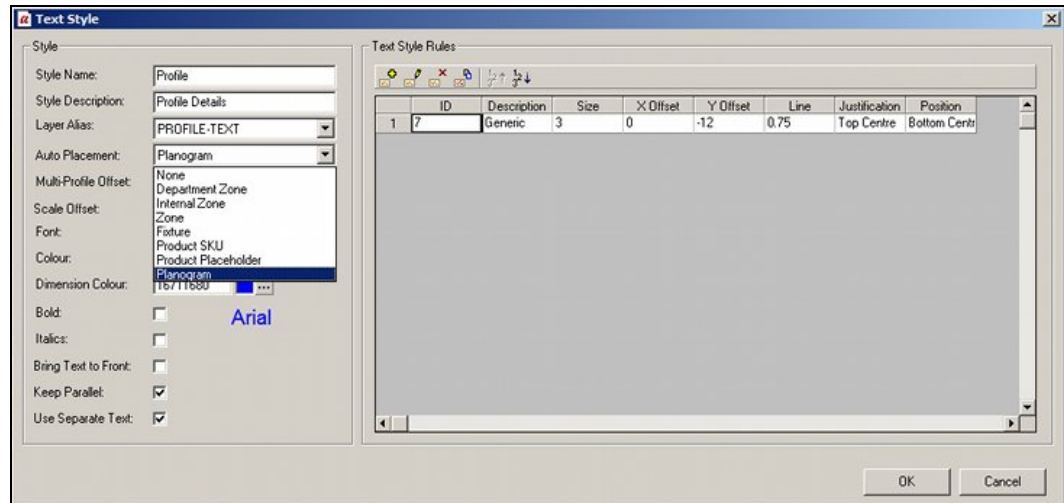 Text Style
Style
Style Name: Profile
Style Description: Profile Details
Layer Alias: PROFILE-TEXT
Auto Placement: Planogram
None
Department Zone
Internal Zone
Zone
Fixture
Product SKU
Product Placeholder
Planogram
Multi-Profile Offset:
Scale Offset:
Font:
Colour:
Dimension Colour: 16711680 ...
Bold: Arial
Italics:
Bring Text to Front:
Keep Parallel:
Use Separate Text:
Text Style Rules
ID Description Size X Offset Y Offset Line Justification Position
1 7 Generic 3 0 -12 0.75 Top Centre Bottom Centr
OK Cancel